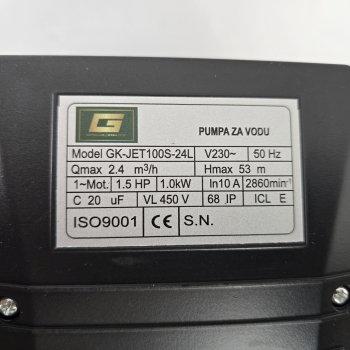 G
PUMPA ZA VODU
Model GK-JET100S-24L V230~ 50 Hz
Qmax 2.4 m³/h Hmax 53 m
1~Mot. 1.5 HP 1.0kW In10 A 2860min⁻¹
C 20 uF VL 450 V 68 IP ICL E
ISO9001 CE S.N.